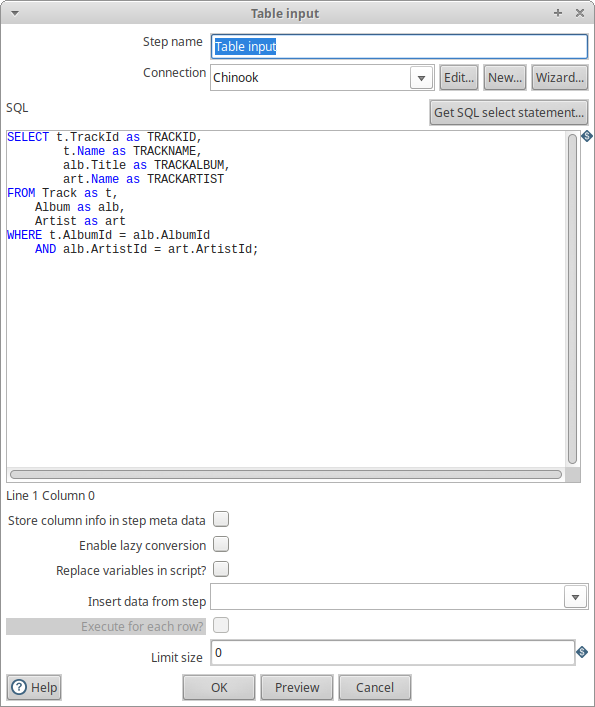 Table input
Step name Table input
Connection Chinook Edit... New... Wizard...
SQL Get SQL select statement...
SELECT t.TrackId as TRACKID,
        t.Name as TRACKNAME,
        alb.Title as TRACKALBUM,
        art.Name as TRACKARTIST
FROM Track as t,
    Album as alb,
    Artist as art
WHERE t.AlbumId = alb.AlbumId
    AND alb.ArtistId = art.ArtistId;
Line 1 Column 0
Store column info in step meta data
Enable lazy conversion
Replace variables in script?
Insert data from step
Execute for each row?
Limit size 0
Help OK Preview Cancel